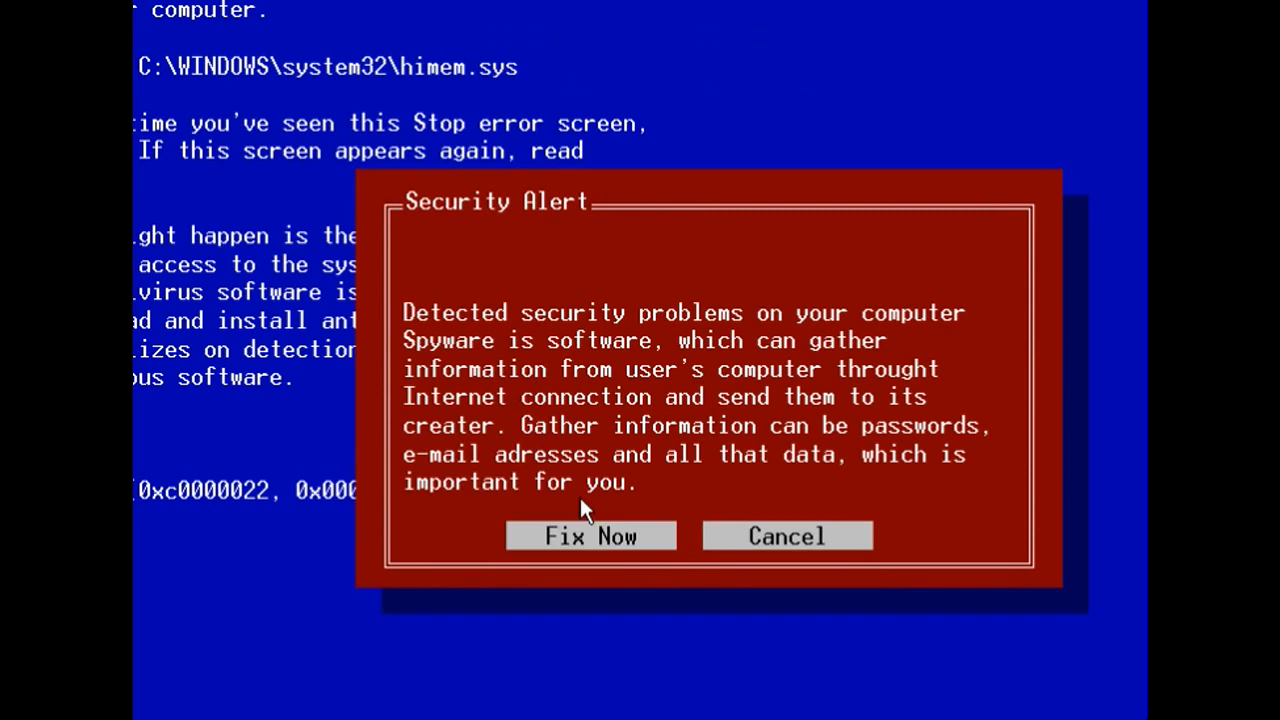 computer.
C:\WINDOWS\system32\himem.sys
time you've seen this Stop error screen,
If this screen appears again, read
Security Alert
ght happen is the
access to the sys
virus software is
and install ant
izes on detection
software.
Detected security problems on your computer
Spyware is software, which can gather
information from user's computer throught
Internet connection and send them to its
creater. Gather information can be passwords,
e-mail adresses and all that data, which is
important for you.
(0xc0000022, 0x000
Fix Now
Cancel